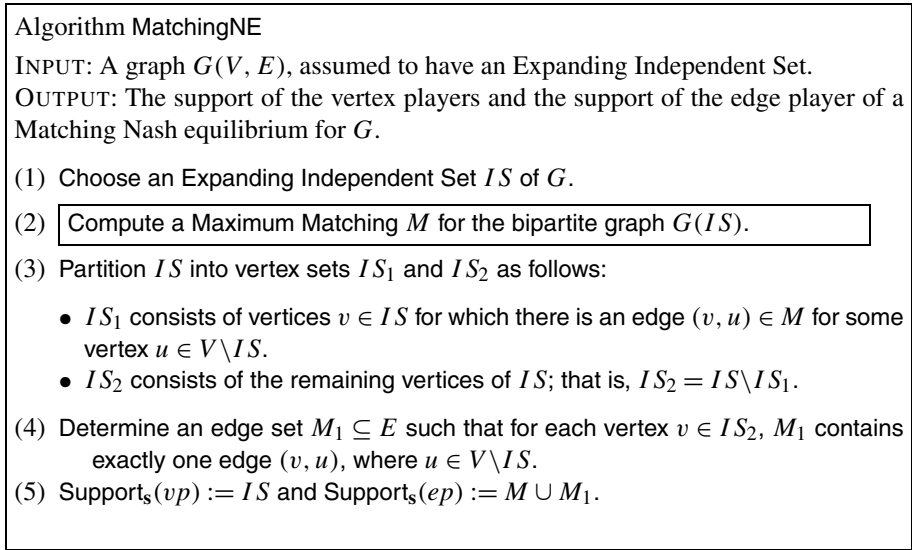 Algorithm MatchingNE
INPUT: A graph G(V, E), assumed to have an Expanding Independent Set.
OUTPUT: The support of the vertex players and the support of the edge player of a
Matching Nash equilibrium for G.
(1) Choose an Expanding Independent Set IS of G.
(2) Compute a Maximum Matching M for the bipartite graph G(IS).
(3) Partition IS into vertex sets IS₁ and IS₂ as follows:
• IS₁ consists of vertices v ∈ IS for which there is an edge (v, u) ∈ M for some
vertex u ∈ V\IS.
• IS₂ consists of the remaining vertices of IS; that is, IS₂ = IS\IS₁.
(4) Determine an edge set M₁ ⊆ E such that for each vertex v ∈ IS₂, M₁ contains
exactly one edge (v, u), where u ∈ V\IS.
(5) Supportₛ(vp) := IS and Supportₛ(ep) := M ∪ M₁.